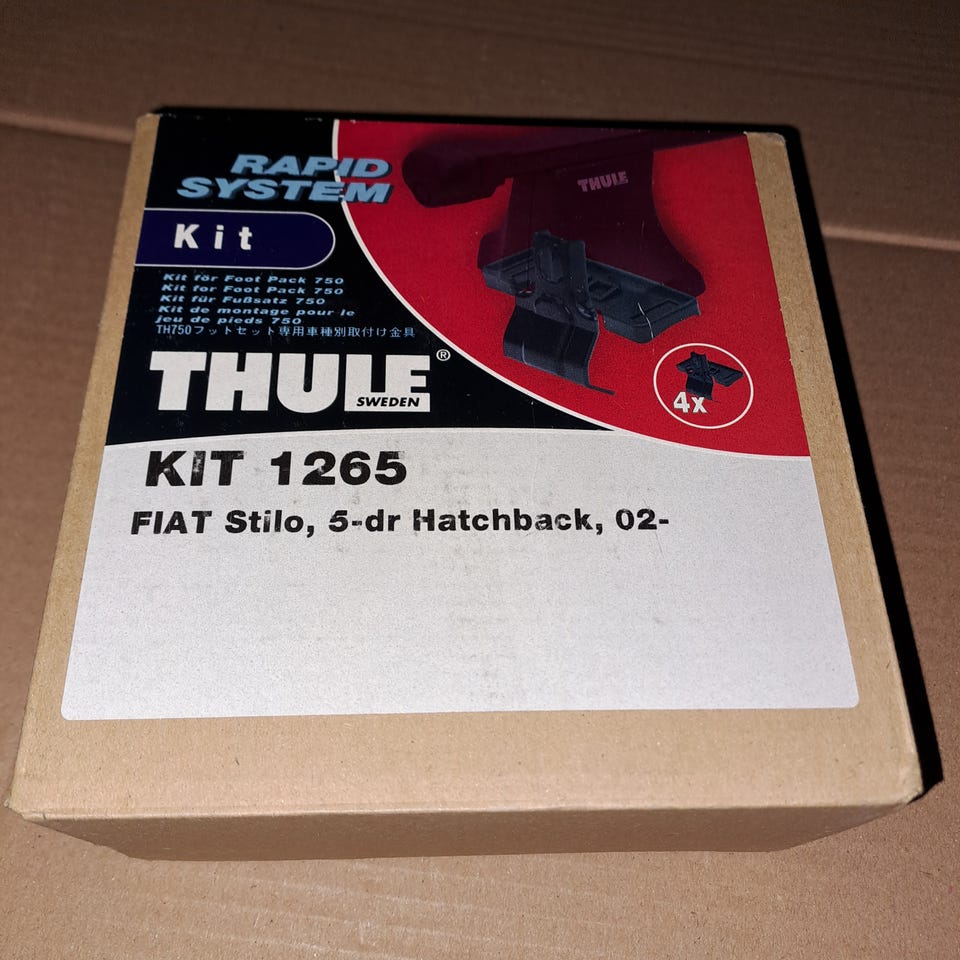 RAPID
SYSTEM
Kit
Kit för Foot Pack 750
Kit for Foot Pack 750
Kit für Fußsatz 750
Kit de montage pour le
jeu de pieds 750
TH750フットセット専用車種別取付け金具
THULE®
SWEDEN
THULE
4x
KIT 1265
FIAT Stilo, 5-dr Hatchback, 02-